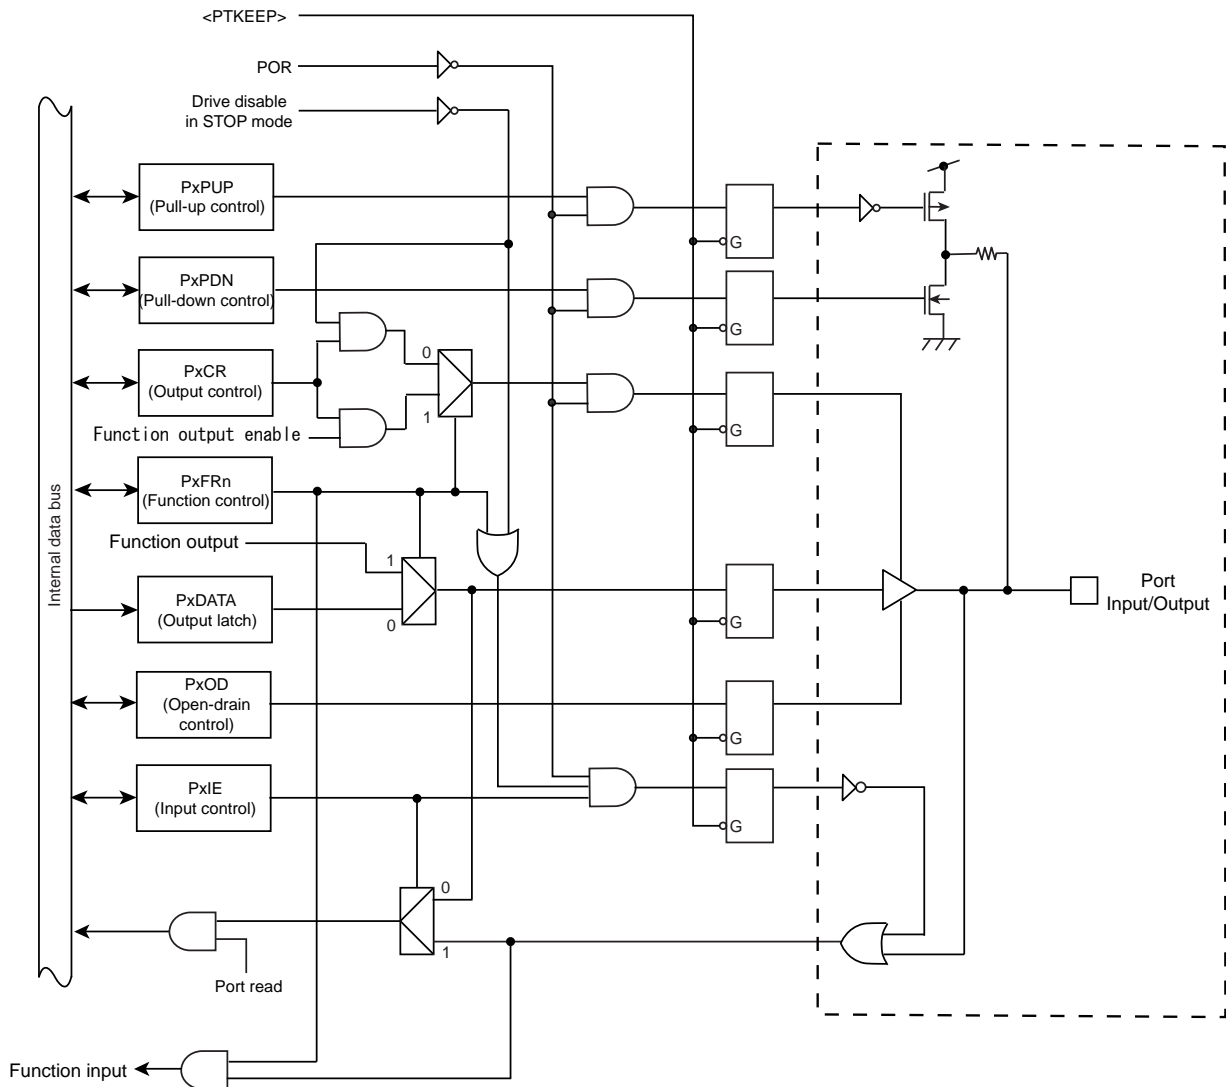 <PTKEEP>
POR
Drive disable
in STOP mode
PxPUP
(Pull-up control)
G
PxPDN
(Pull-down control)
G
0
PxCR
(Output control)
1
G
Function output enable
PxFRn
(Function control)
Internal data bus
Function output
1
PxDATA
(Output latch)
0
G
Port
Input/Output
PxOD
(Open-drain
control)
G
PxIE
(Input control)
G
0
1
Port read
Function input